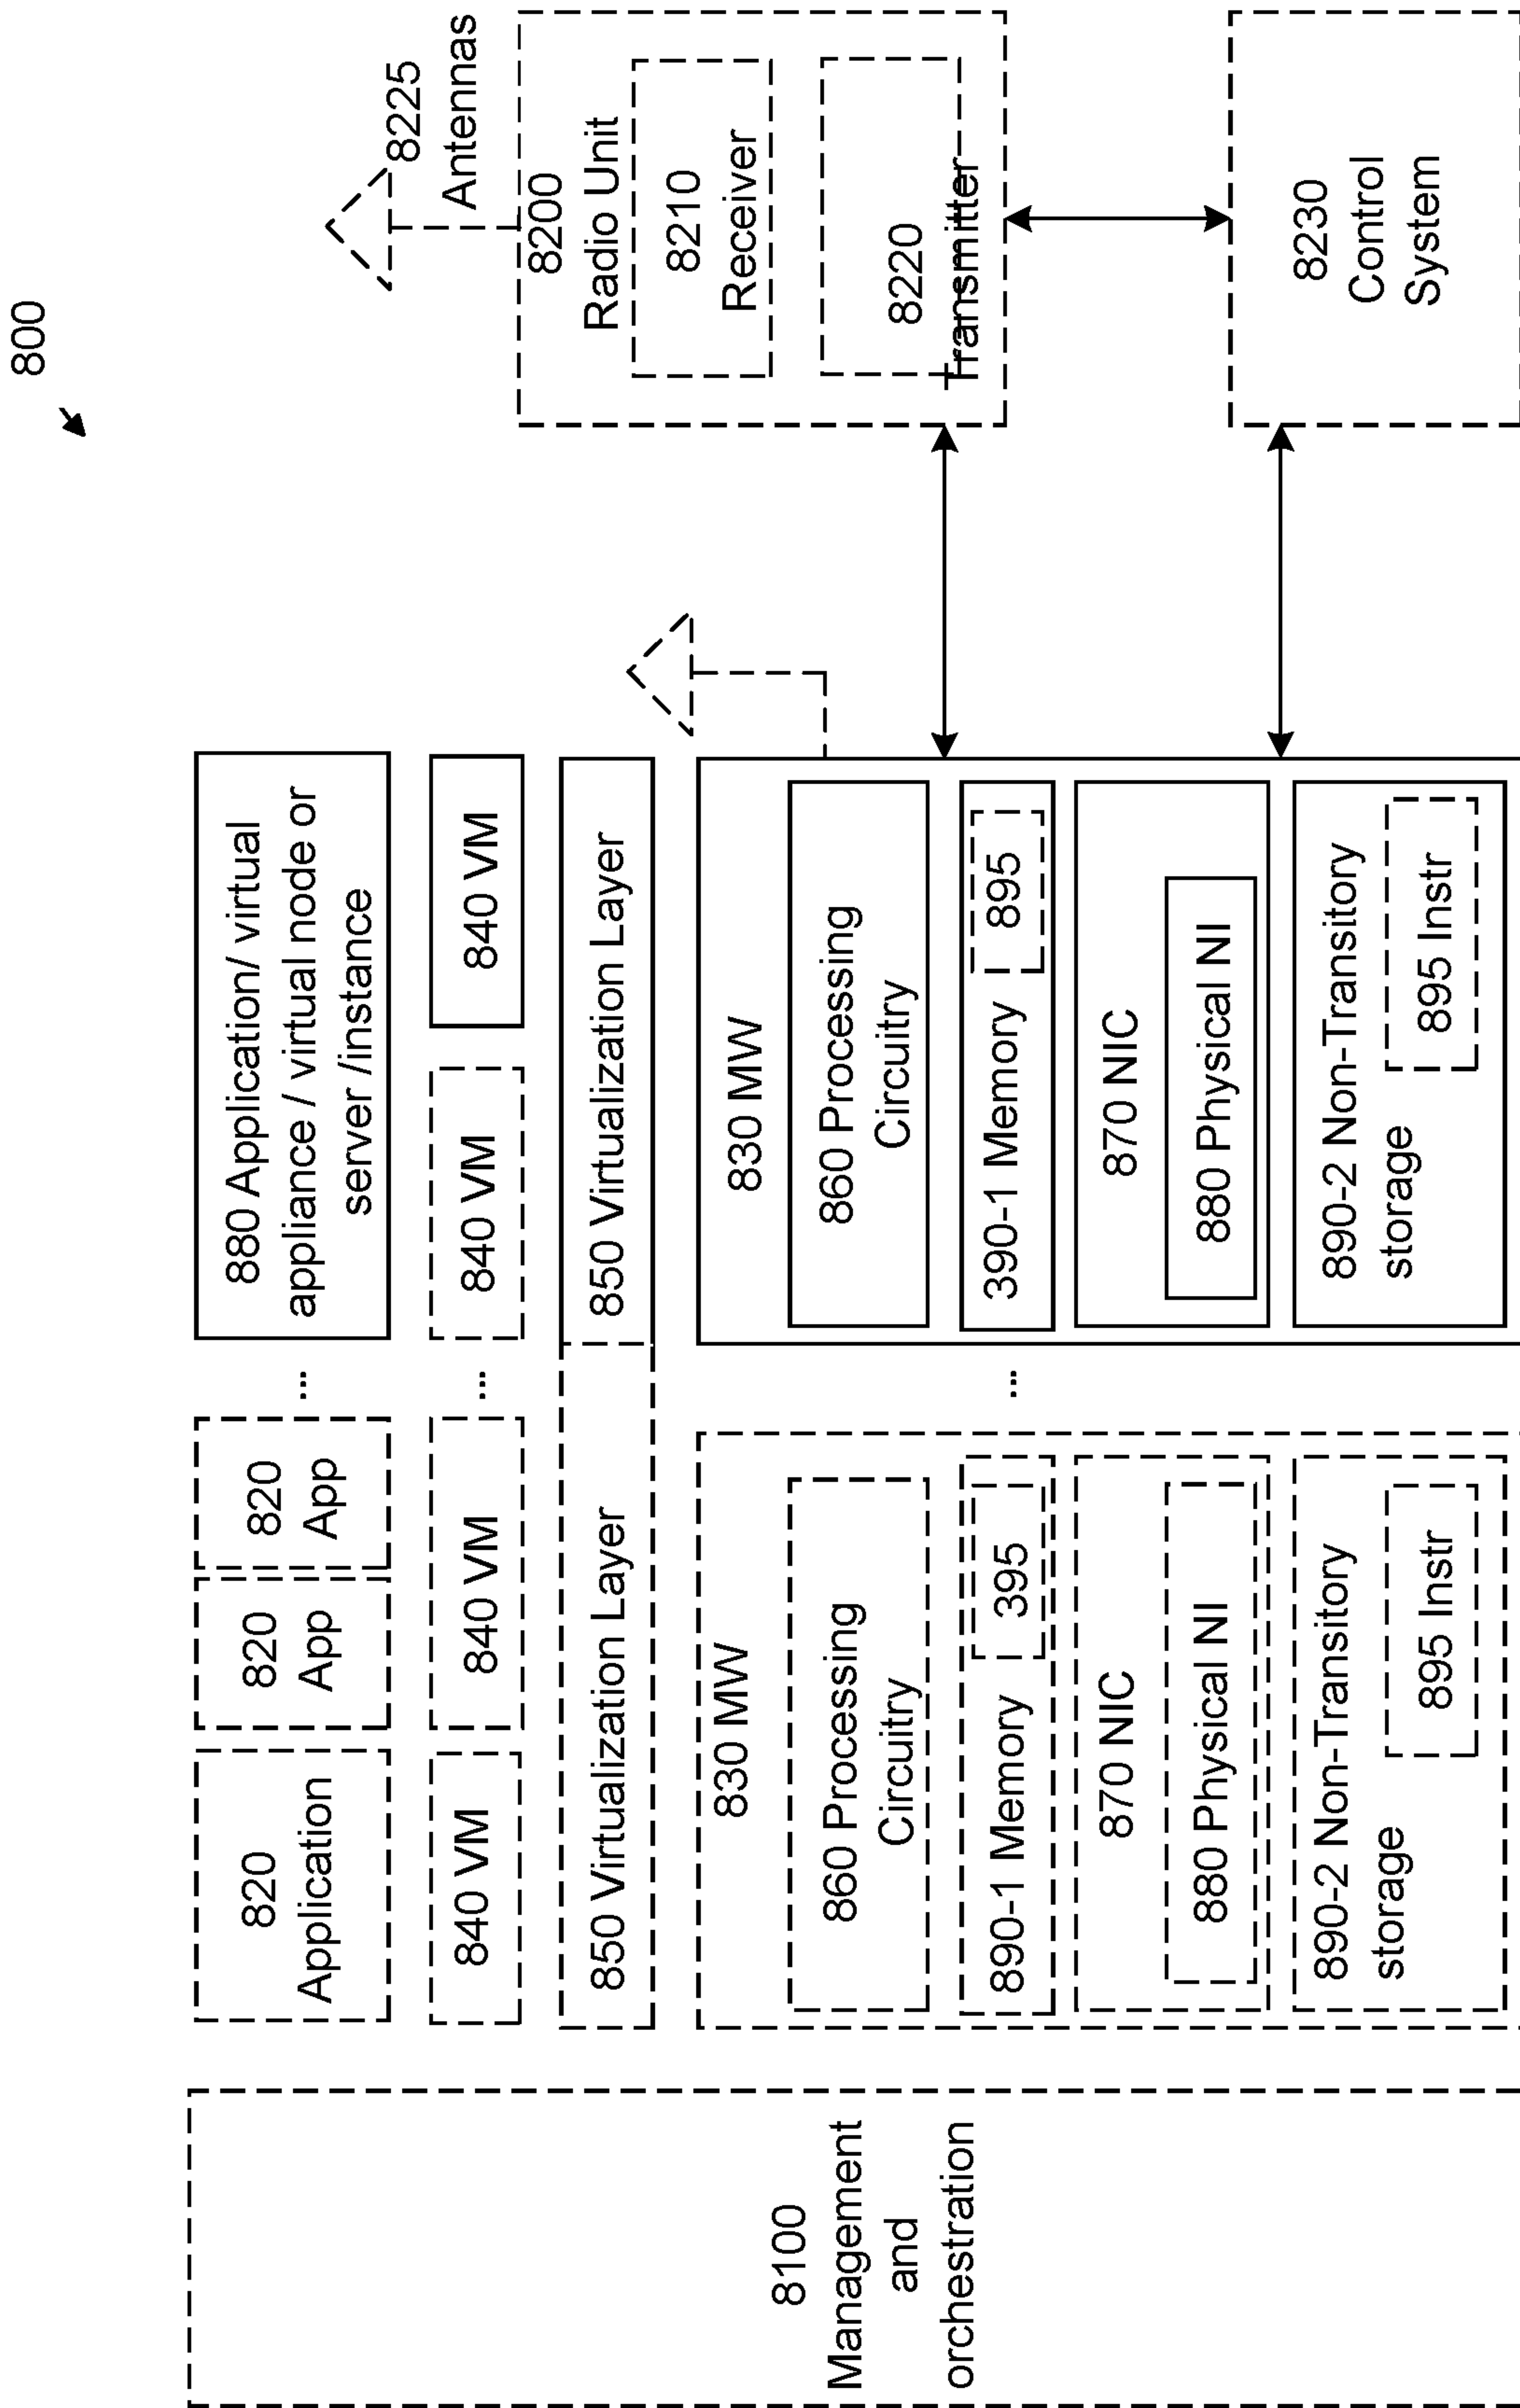 800
8100
Management
and
orchestration
820
Application
820
App
820
App
...
880 Application/ virtual
appliance / virtual node or
server /instance
840 VM
840 VM
...
840 VM
840 VM
850 Virtualization Layer
850 Virtualization Layer
830 MW
860 Processing
Circuitry
890-1 Memory
395
870 NIC
880 Physical NI
890-2 Non-Transitory
storage
895 Instr
...
830 MW
860 Processing
Circuitry
390-1 Memory
895
870 NIC
880 Physical NI
890-2 Non-Transitory
storage
895 Instr
8225
Antennas
8200
Radio Unit
8210
Receiver
8220
Transmitter
8230
Control
System